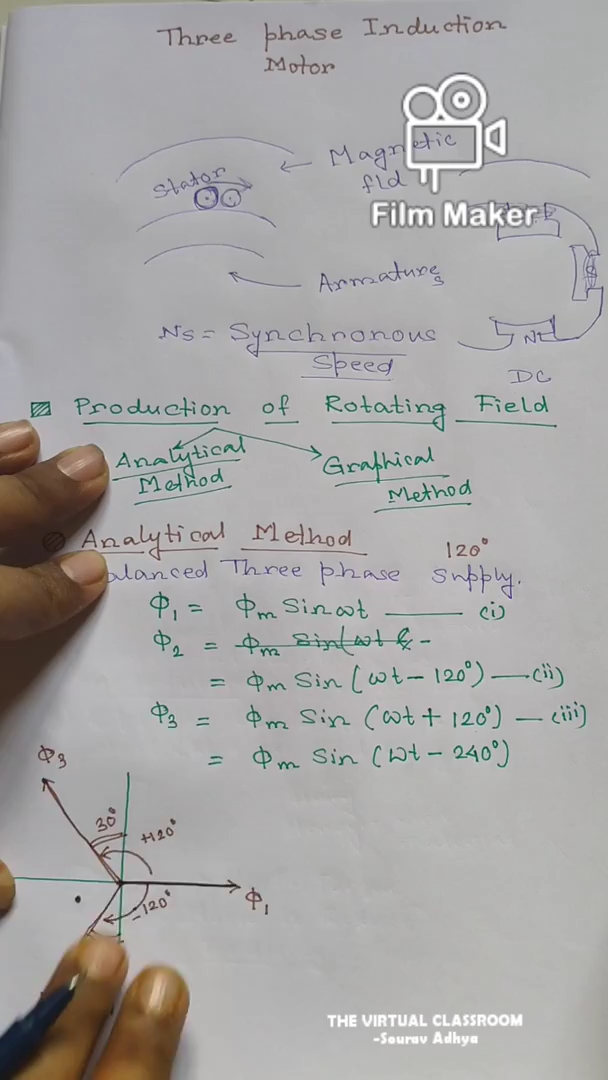 Three phase Induction
Motor
Magnetic
fld
Stator
Film Maker
Armatures
Ns = Synchronous
Speed
N
DC
Production of Rotating Field
Analytical
Method
Graphical
Method
Analytical Method
120°
alanced Three phase Supply.
Φ₁ = Φm Sin ωt ——— (i)
Φ₂ = Φm Sin (ωt -
= Φm Sin (ωt - 120°) — (ii)
Φ₃ = Φm Sin (ωt + 120°) — (iii)
= Φm Sin (ωt - 240°)
Φ₃
30°
+120°
-120°
Φ₁
THE VIRTUAL CLASSROOM
-Sourav Adhya